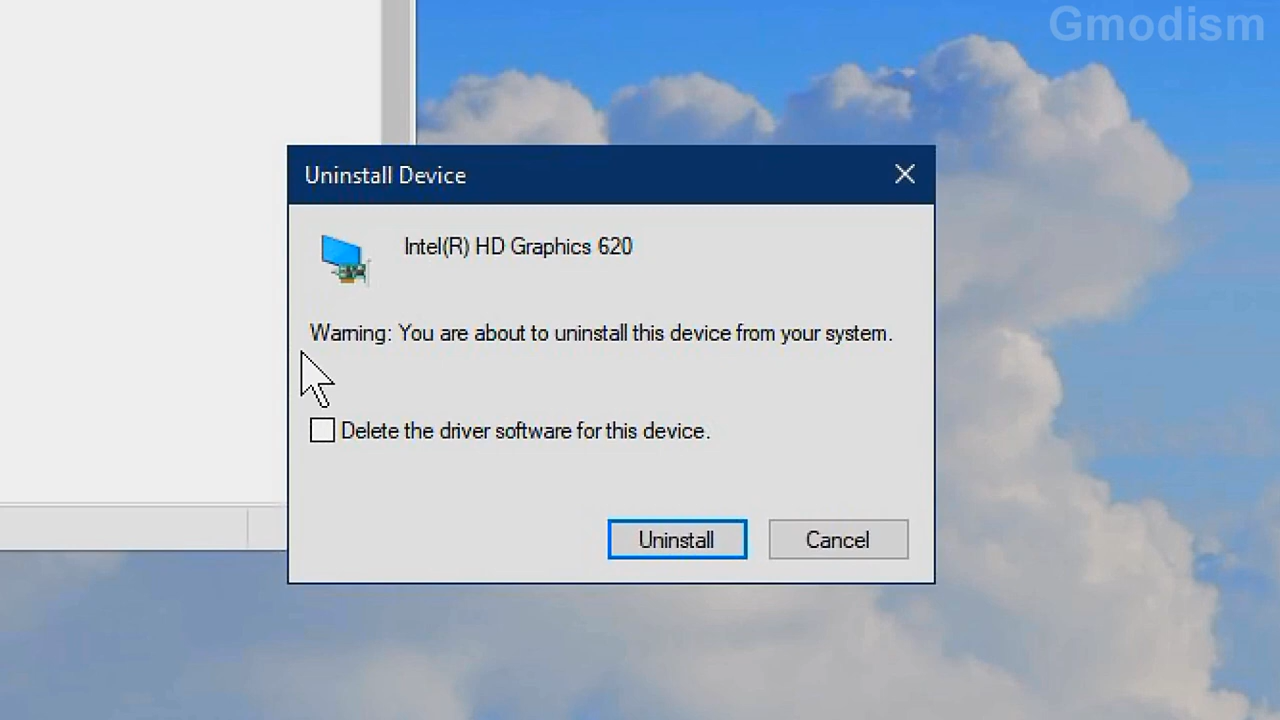 Gmodism
Uninstall Device
Intel(R) HD Graphics 620
Warning: You are about to uninstall this device from your system.
Delete the driver software for this device.
Uninstall
Cancel